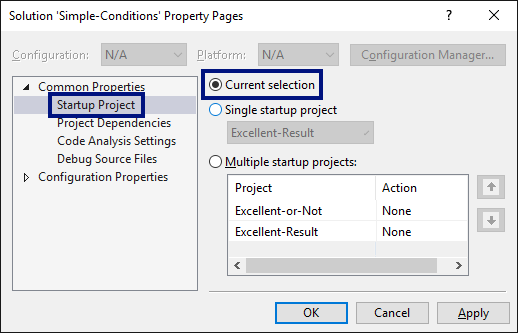 Solution 'Simple-Conditions' Property Pages
Configuration: N/A Platform: N/A Configuration Manager...
Common Properties
Startup Project
Project Dependencies
Code Analysis Settings
Debug Source Files
Configuration Properties
Current selection
Single startup project
Excellent-Result
Multiple startup projects:
Project Action
Excellent-or-Not None
Excellent-Result None
OK Cancel Apply